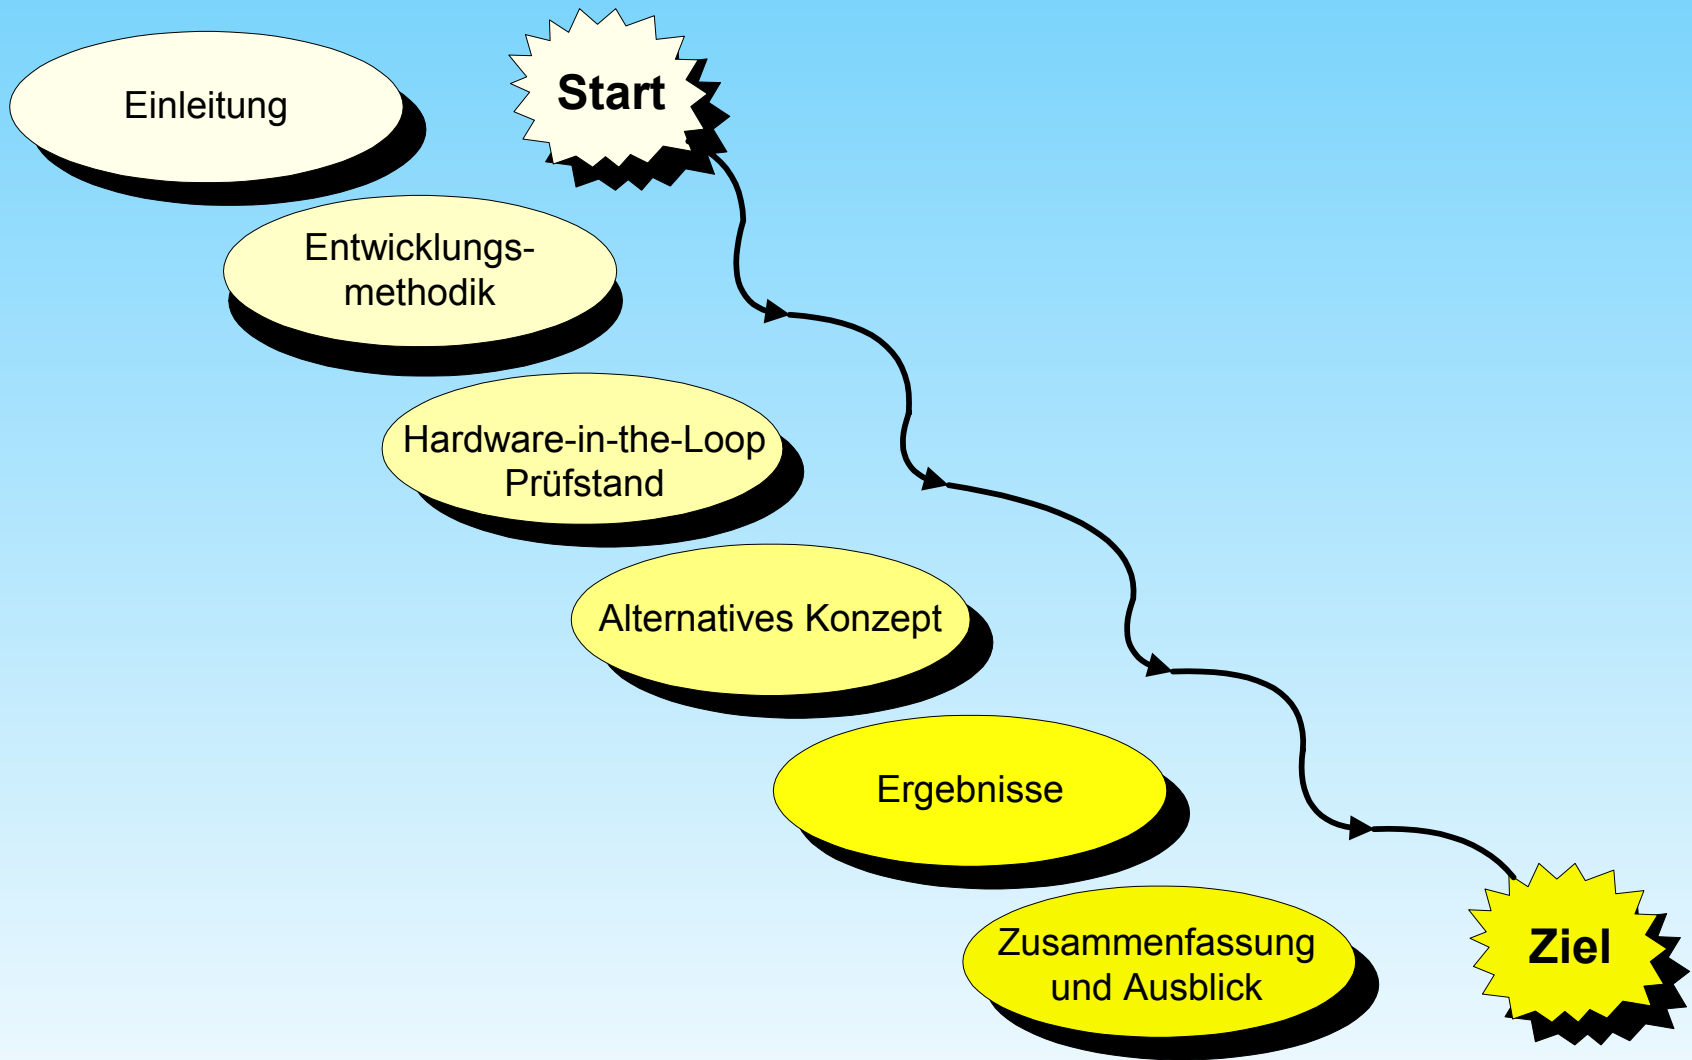 Einleitung
Start
Entwicklungs-
methodik
Hardware-in-the-Loop
Prüfstand
Alternatives Konzept
Ergebnisse
Zusammenfassung
und Ausblick
Ziel